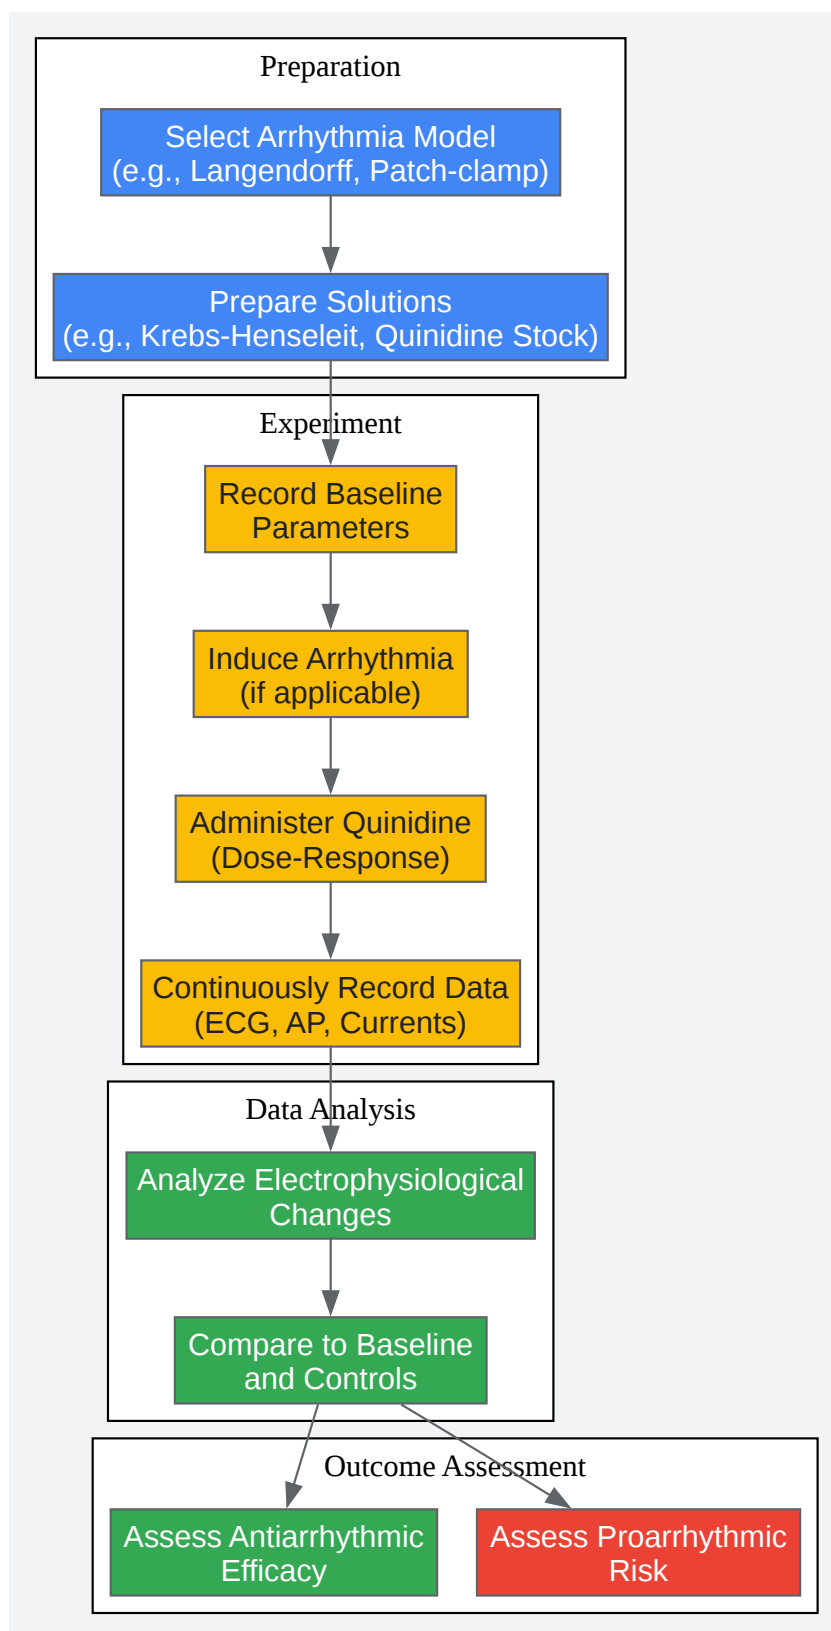 Preparation
Select Arrhythmia Model
(e.g., Langendorff, Patch-clamp)
Prepare Solutions
(e.g., Krebs-Henseleit, Quinidine Stock)
Experiment
Record Baseline
Parameters
Induce Arrhythmia
(if applicable)
Administer Quinidine
(Dose-Response)
Continuously Record Data
(ECG, AP, Currents)
Data Analysis
Analyze Electrophysiological
Changes
Compare to Baseline
and Controls
Outcome Assessment
Assess Antiarrhythmic
Efficacy
Assess Proarrhythmic
Risk